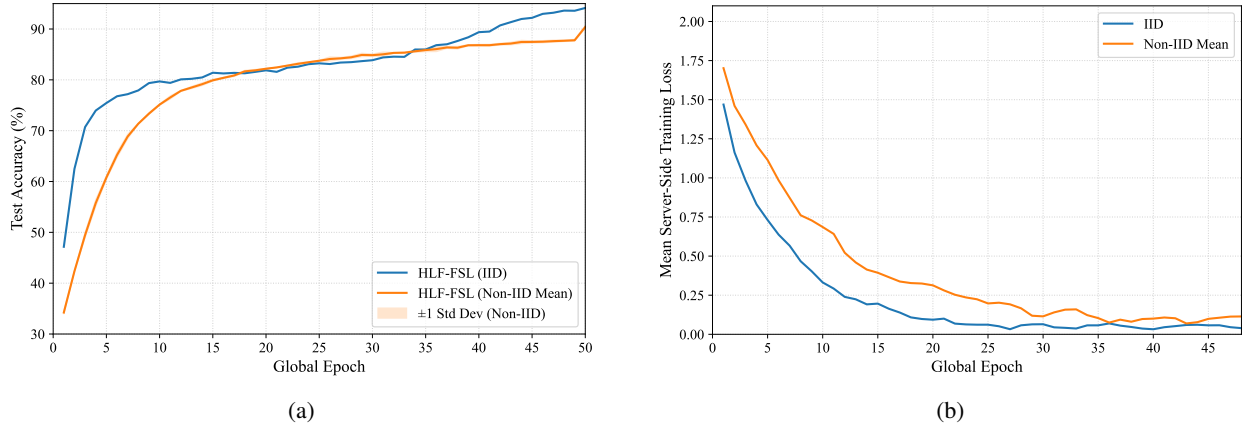 90
80
70
60
50
40
30
Test Accuracy (%)
HLF-FSL (IID)
HLF-FSL (Non-IID Mean)
±1 Std Dev (Non-IID)
0 5 10 15 20 25 30 35 40 45 50
Global Epoch
(a)
2.00
1.75
1.50
1.25
1.00
0.75
0.50
0.25
0.00
Mean Server-Side Training Loss
IID
Non-IID Mean
0 5 10 15 20 25 30 35 40 45
Global Epoch
(b)